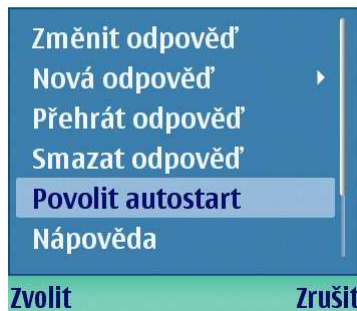 Změnit odpověď
Nová odpověď
Přehrát odpověď
Smazat odpověď
Povolit autostart
Nápověda
Zvolit Zrušit